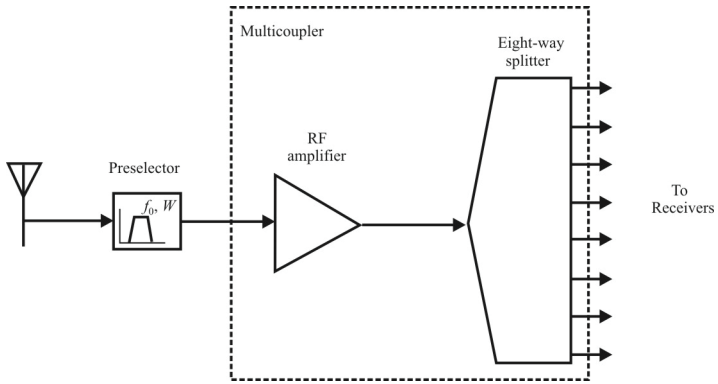 Multicoupler
Eight-way
splitter
RF
amplifier
Preselector
f₀, W
To
Receivers